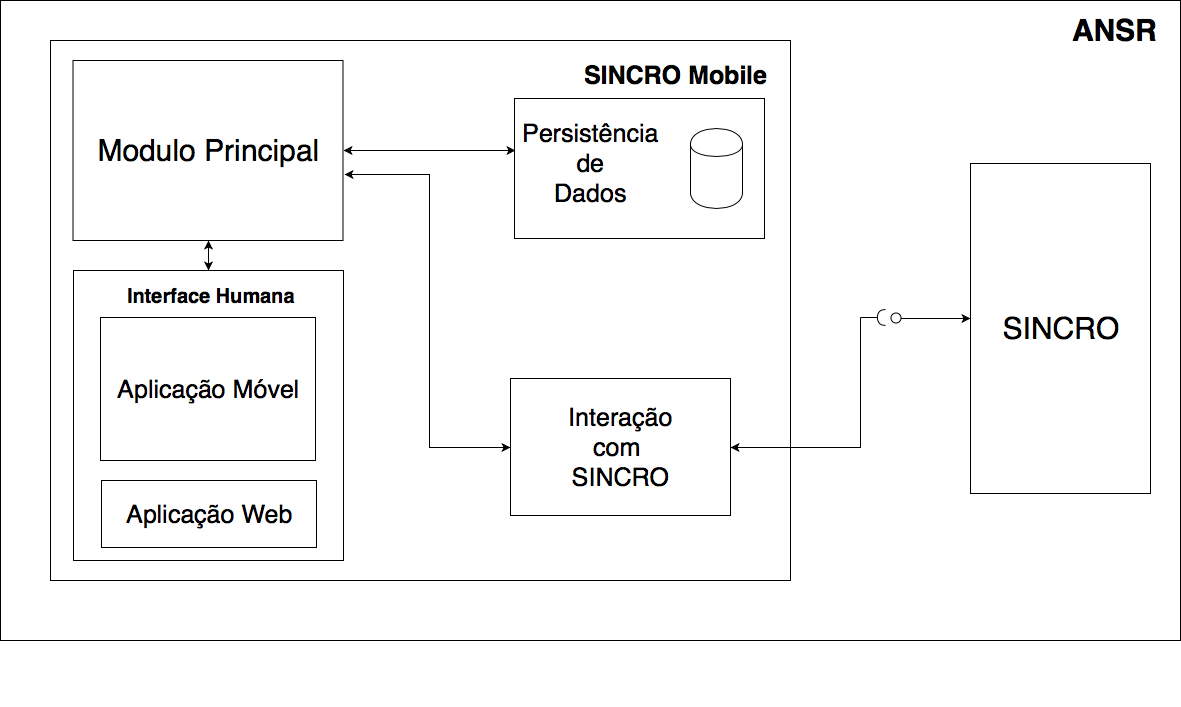 ANSR
SINCRO Mobile
Modulo Principal
Persistência
de
Dados
Interface Humana
Aplicação Móvel
Aplicação Web
Interação
com
SINCRO
SINCRO